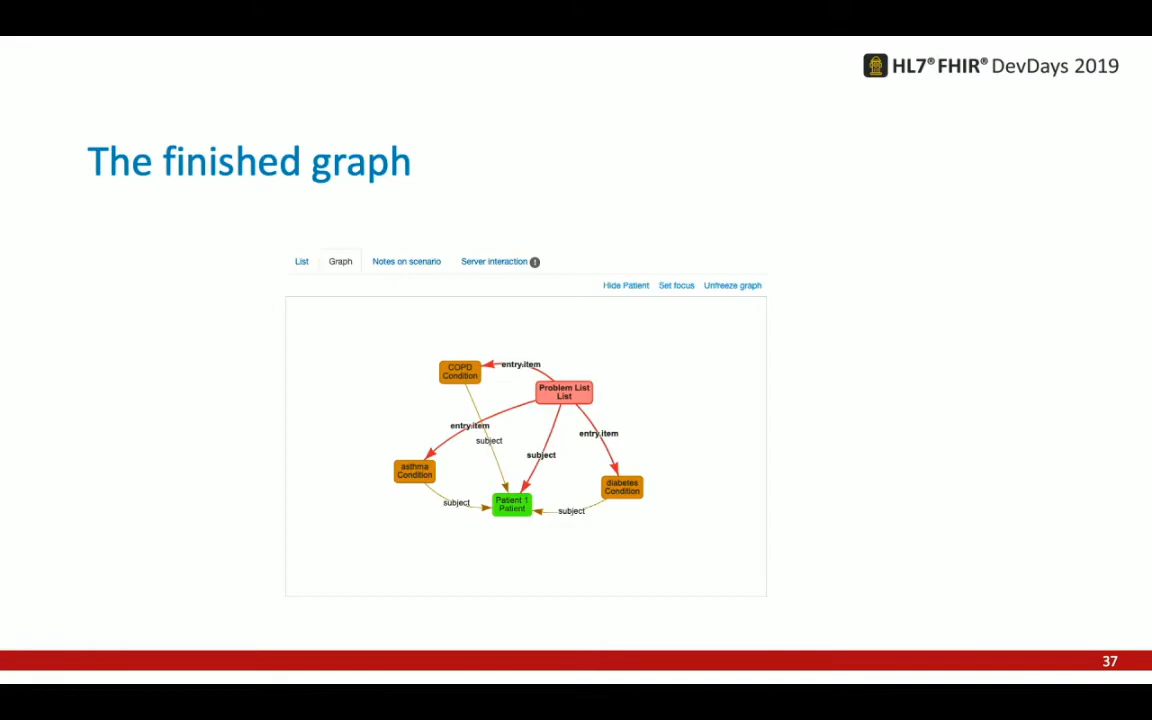 HL7® FHIR® DevDays 2019
The finished graph
List Graph Notes on scenario Server interaction !
Hide Patient Set focus Unfreeze graph
COPD
Condition
entry.item
Problem List
List
entry.item
subject
entry.item
subject
asthma
Condition
diabetes
Condition
subject
Patient 1
Patient
subject
37